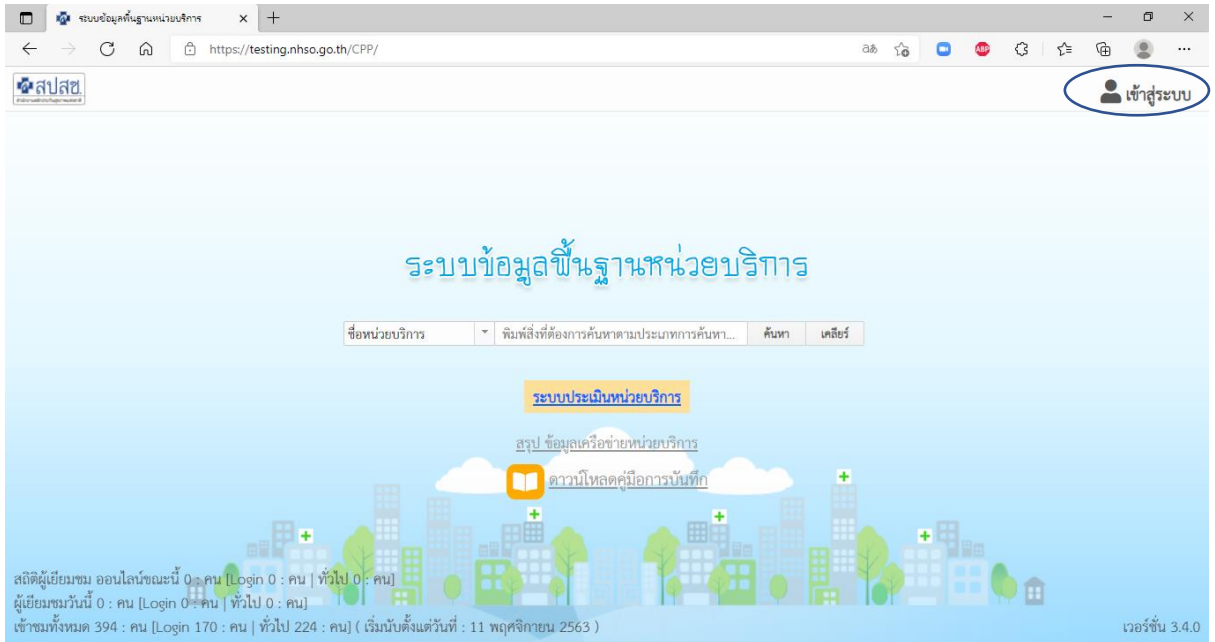 ระบบข้อมูลพื้นฐานหน่วยบริการ
https://testing.nhso.go.th/CPP/
ABP
สปสช.
เข้าสู่ระบบ
ระบบข้อมูลพื้นฐานหน่วยบริการ
ชื่อหน่วยบริการ พิมพ์สิ่งที่ต้องการค้นหาตามประเภทการค้นหา... ค้นหา เคลียร์
ระบบประเมินหน่วยบริการ
สรุป ข้อมูลเครือข่ายหน่วยบริการ
ดาวน์โหลดคู่มือการบันทึก
สถิติผู้เยี่ยมชม ออนไลน์ขณะนี้ 0 : คน [Login 0 : คน | ทั่วไป 0 : คน]
ผู้เยี่ยมชมวันนี้ 0 : คน [Login 0 : คน | ทั่วไป 0 : คน]
เข้าชมทั้งหมด 394 : คน [Login 170 : คน | ทั่วไป 224 : คน] ( เริ่มนับตั้งแต่วันที่ : 11 พฤศจิกายน 2563 )
เวอร์ชั่น 3.4.0